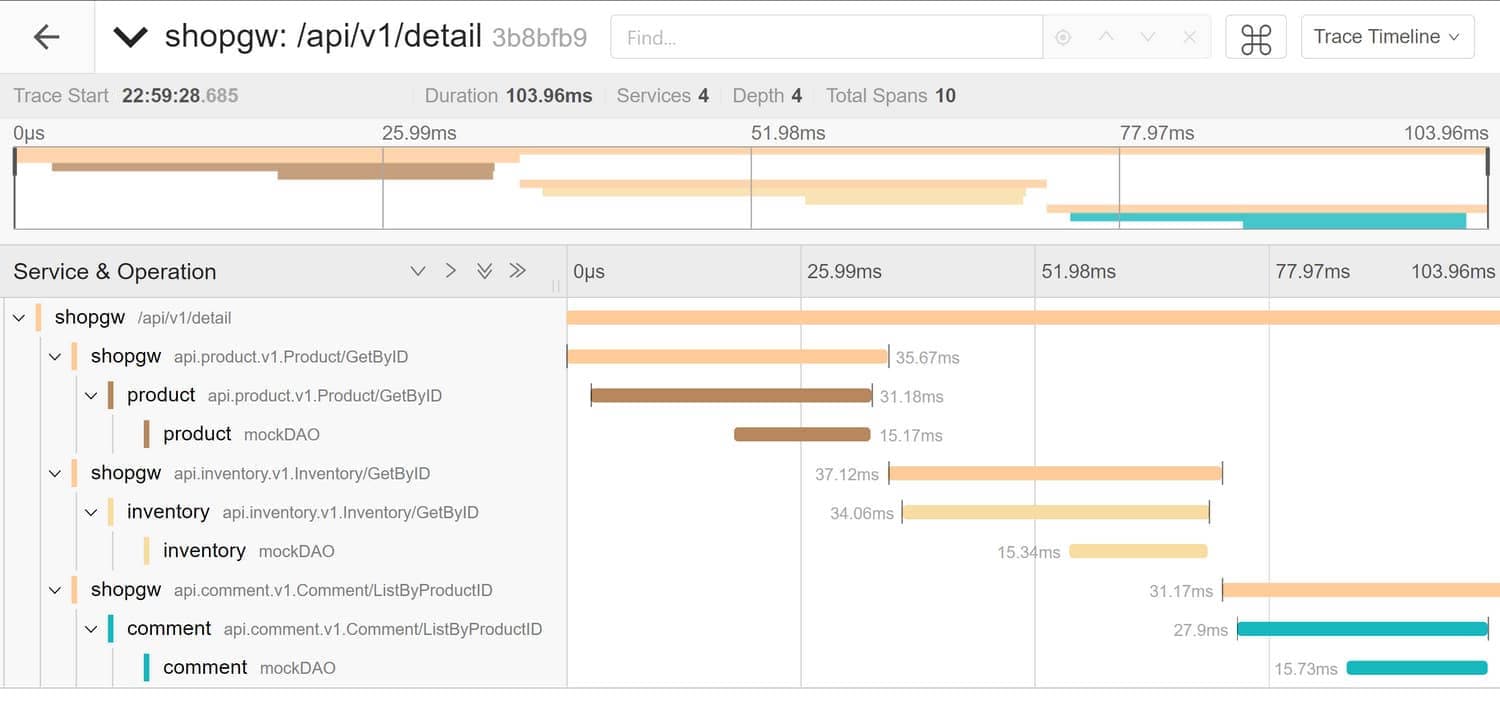 shopgw: /api/v1/detail 3b8bfb9 Find... Trace Timeline
Trace Start 22:59:28.685 Duration 103.96ms Services 4 Depth 4 Total Spans 10
0μs 25.99ms 51.98ms 77.97ms 103.96ms
Service & Operation 0μs 25.99ms 51.98ms 77.97ms 103.96ms
shopgw /api/v1/detail
shopgw api.product.v1.Product/GetByID 35.67ms
product api.product.v1.Product/GetByID 31.18ms
product mockDAO 15.17ms
shopgw api.inventory.v1.Inventory/GetByID 37.12ms
inventory api.inventory.v1.Inventory/GetByID 34.06ms
inventory mockDAO 15.34ms
shopgw api.comment.v1.Comment/ListByProductID 31.17ms
comment api.comment.v1.Comment/ListByProductID 27.9ms
comment mockDAO 15.73ms